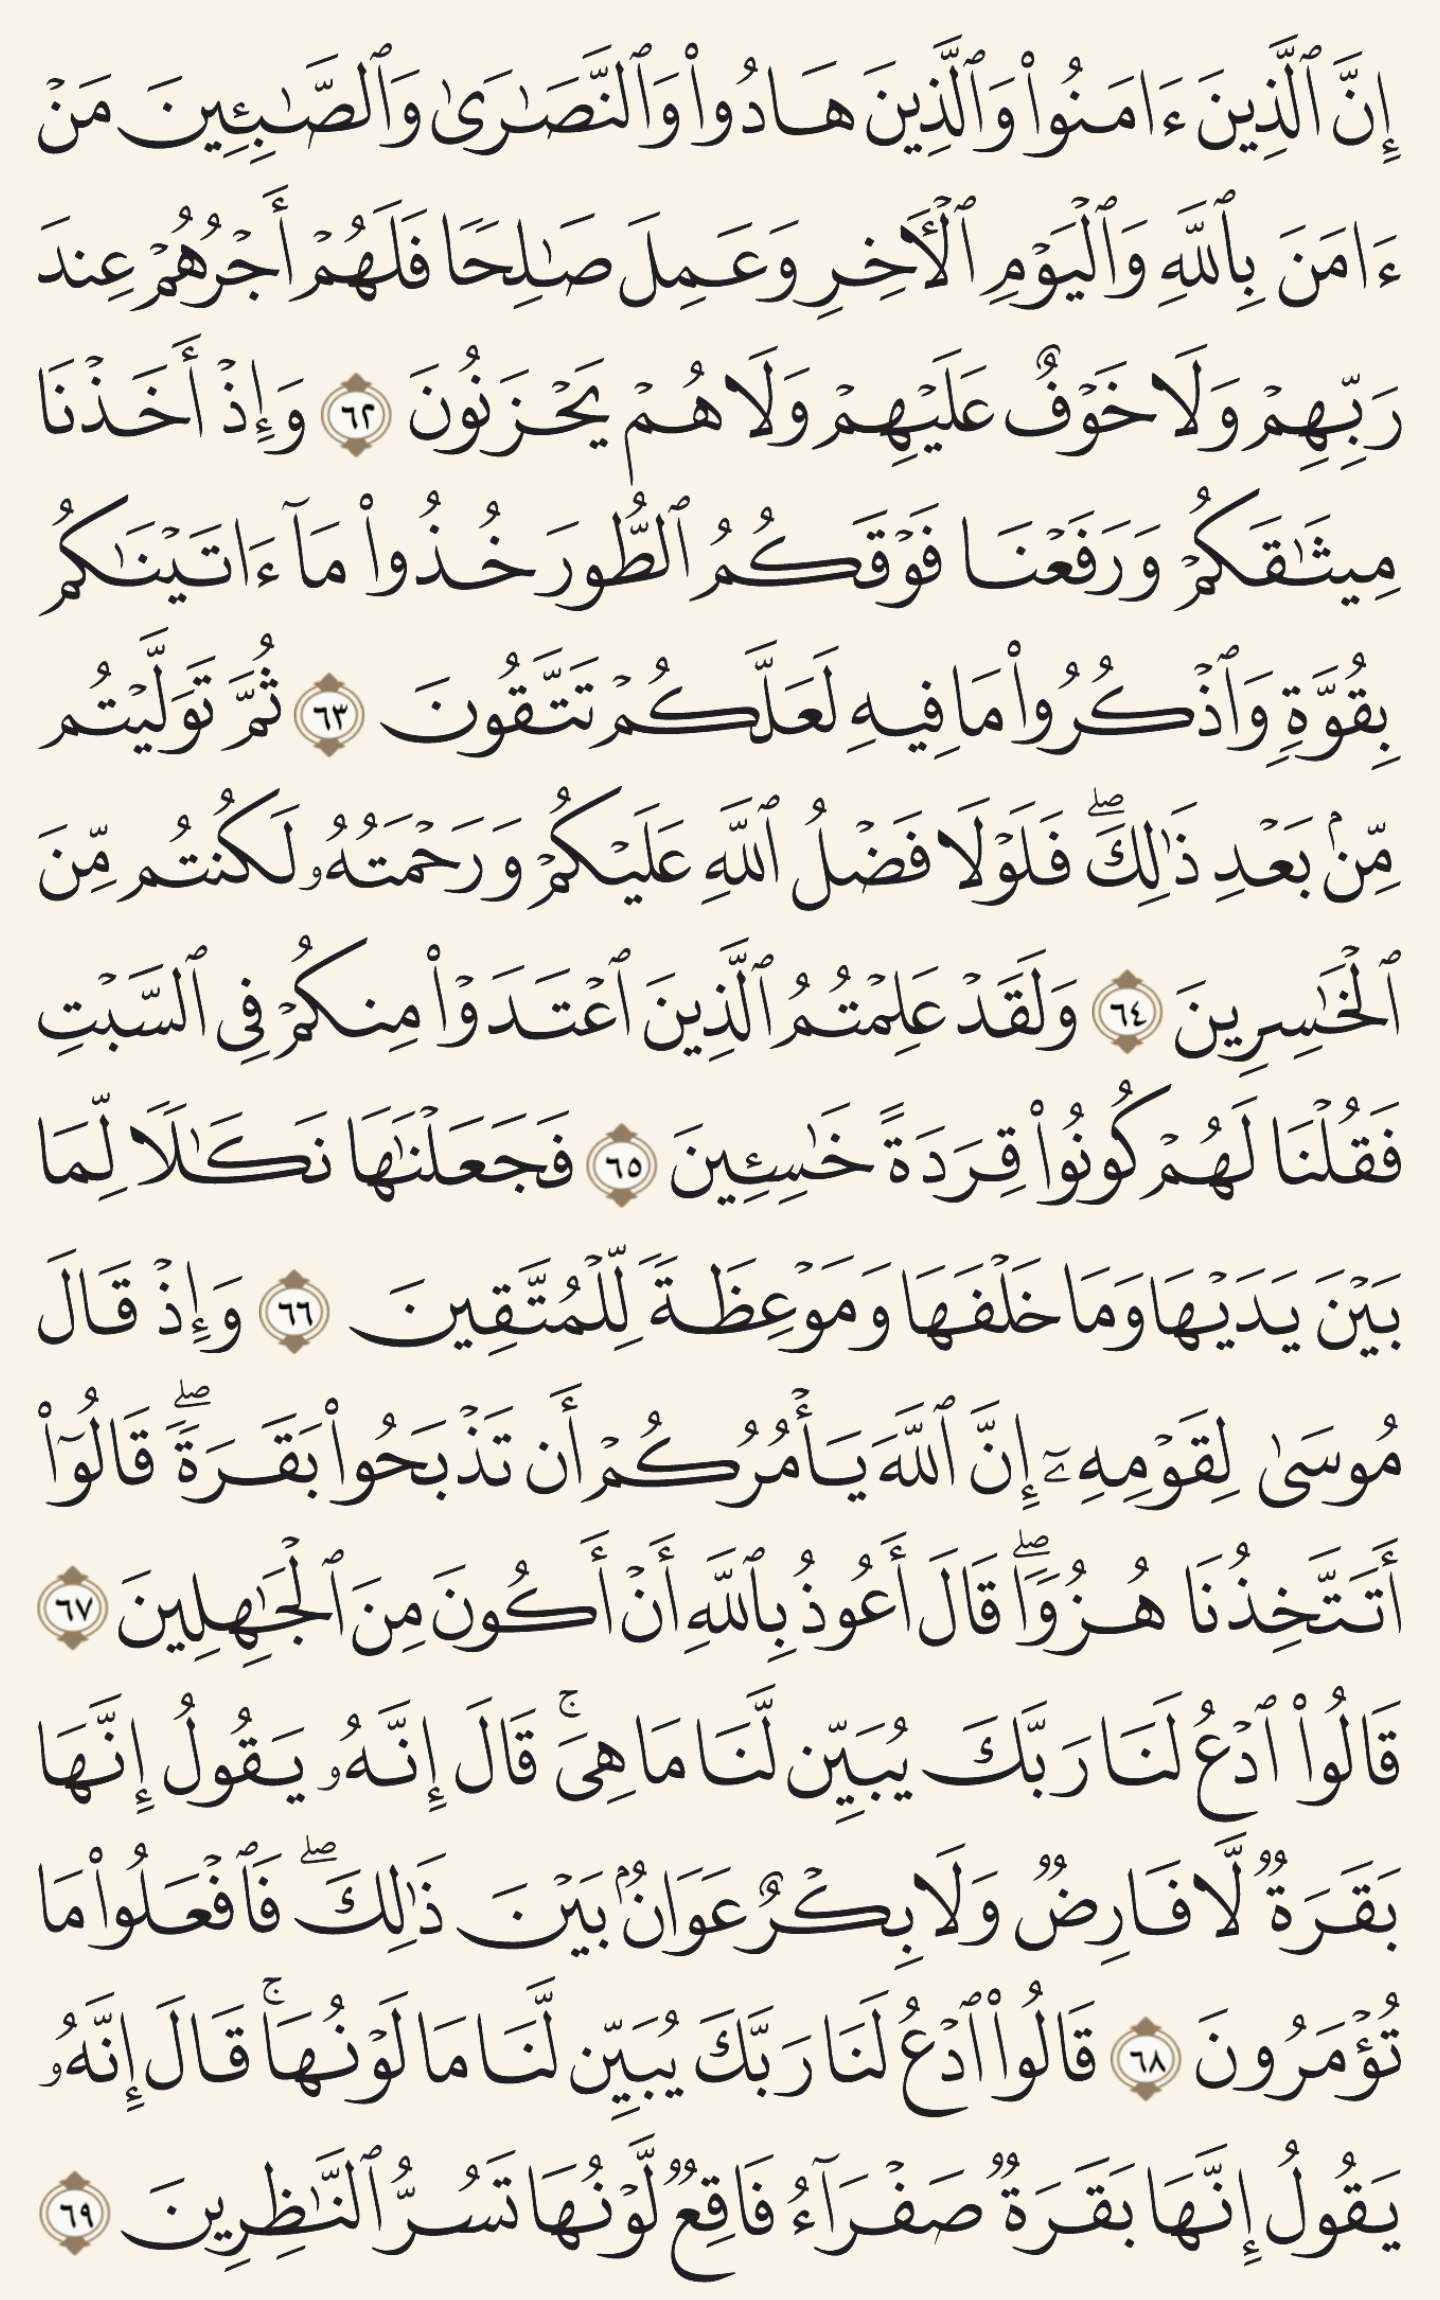 إِنَّ ٱلَّذِينَ ءَامَنُوا۟ وَٱلَّذِينَ هَادُوا۟ وَٱلنَّصَـٰرَىٰ وَٱلصَّـٰبِـِٔينَ مَنْ
ءَامَنَ بِٱللَّهِ وَٱلْيَوْمِ ٱلْـَٔاخِرِ وَعَمِلَ صَـٰلِحًا فَلَهُمْ أَجْرُهُمْ عِندَ
رَبِّهِمْ وَلَا خَوْفٌ عَلَيْهِمْ وَلَا هُمْ يَحْزَنُونَ ٦٢ وَإِذْ أَخَذْنَا
مِيثَـٰقَكُمْ وَرَفَعْنَا فَوْقَكُمُ ٱلطُّورَ خُذُوا۟ مَآ ءَاتَيْنَـٰكُم
بِقُوَّةٍ وَٱذْكُرُوا۟ مَا فِيهِ لَعَلَّكُمْ تَتَّقُونَ ٦٣ ثُمَّ تَوَلَّيْتُم
مِّنۢ بَعْدِ ذَٰلِكَ ۖ فَلَوْلَا فَضْلُ ٱللَّهِ عَلَيْكُمْ وَرَحْمَتُهُۥ لَكُنتُم مِّنَ
ٱلْخَـٰسِرِينَ ٦٤ وَلَقَدْ عَلِمْتُمُ ٱلَّذِينَ ٱعْتَدَوْا۟ مِنكُمْ فِى ٱلسَّبْتِ
فَقُلْنَا لَهُمْ كُونُوا۟ قِرَدَةً خَـٰسِـِٔينَ ٦٥ فَجَعَلْنَـٰهَا نَكَـٰلًا لِّمَا
بَيْنَ يَدَيْهَا وَمَا خَلْفَهَا وَمَوْعِظَةً لِّلْمُتَّقِينَ ٦٦ وَإِذْ قَالَ
مُوسَىٰ لِقَوْمِهِۦٓ إِنَّ ٱللَّهَ يَأْمُرُكُمْ أَن تَذْبَحُوا۟ بَقَرَةً ۖ قَالُوٓا۟
أَتَتَّخِذُنَا هُزُوًا ۖ قَالَ أَعُوذُ بِٱللَّهِ أَنْ أَكُونَ مِنَ ٱلْجَـٰهِلِينَ ٦٧
قَالُوا۟ ٱدْعُ لَنَا رَبَّكَ يُبَيِّن لَّنَا مَا هِىَ ۚ قَالَ إِنَّهُۥ يَقُولُ إِنَّهَا
بَقَرَةٌ لَّا فَارِضٌ وَلَا بِكْرٌ عَوَانٌۢ بَيْنَ ذَٰلِكَ ۖ فَٱفْعَلُوا۟ مَا
تُؤْمَرُونَ ٦٨ قَالُوا۟ ٱدْعُ لَنَا رَبَّكَ يُبَيِّن لَّنَا مَا لَوْنُهَا ۚ قَالَ إِنَّهُۥ
يَقُولُ إِنَّهَا بَقَرَةٌ صَفْرَآءُ فَاقِعٌ لَّوْنُهَا تَسُرُّ ٱلنَّـٰظِرِينَ ٦٩